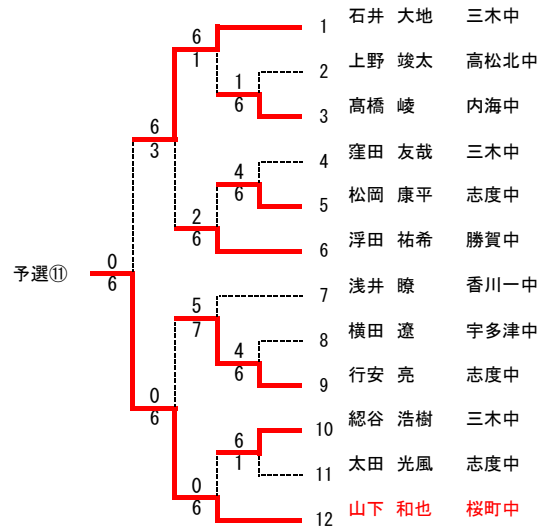 6
1 石井 大地 三木中
1
2 上野 竣太 高松北中
1
6
3 髙橋 崚 内海中
6
3
4 窪田 友哉 三木中
4
6
5 松岡 康平 志度中
2
6
6 浮田 祐希 勝賀中
予選⑪
0
6
7 浅井 瞭 香川一中
5
7
8 横田 遼 宇多津中
4
6
9 行安 亮 志度中
0
6
10 総谷 浩樹 三木中
6
1
11 太田 光風 志度中
0
6
12 山下 和也 桜町中